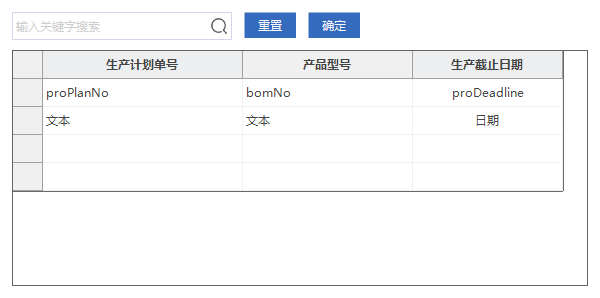 输入关键字搜索 重置 确定
生产计划单号 产品型号 生产截止日期
proPlanNo bomNo proDeadline
文本 文本 日期